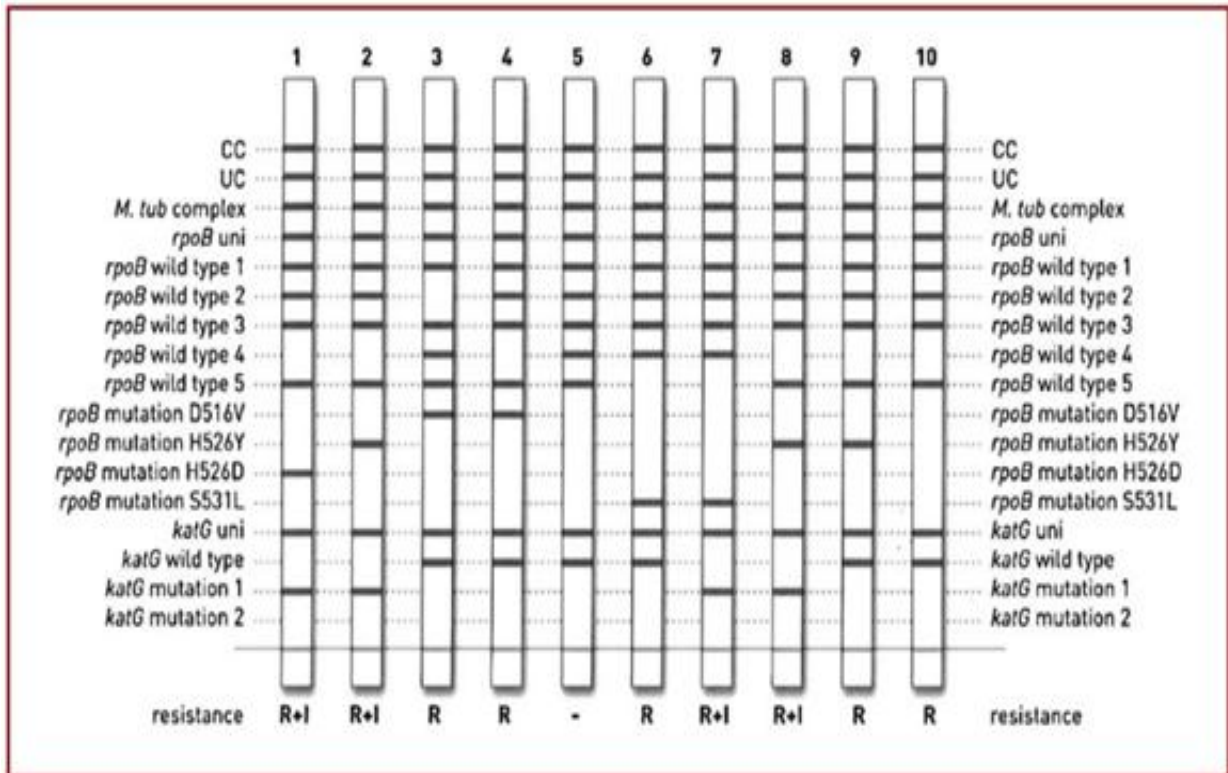 1 2 3 4 5 6 7 8 9 10
CC CC
UC UC
M. tub complex M. tub complex
rpoB uni rpoB uni
rpoB wild type 1 rpoB wild type 1
rpoB wild type 2 rpoB wild type 2
rpoB wild type 3 rpoB wild type 3
rpoB wild type 4 rpoB wild type 4
rpoB wild type 5 rpoB wild type 5
rpoB mutation D516V rpoB mutation D516V
rpoB mutation H526Y rpoB mutation H526Y
rpoB mutation H526D rpoB mutation H526D
rpoB mutation S531L rpoB mutation S531L
katG uni katG uni
katG wild type katG wild type
katG mutation 1 katG mutation 1
katG mutation 2 katG mutation 2
resistance R+I R+I R R - R R+I R+I R R resistance